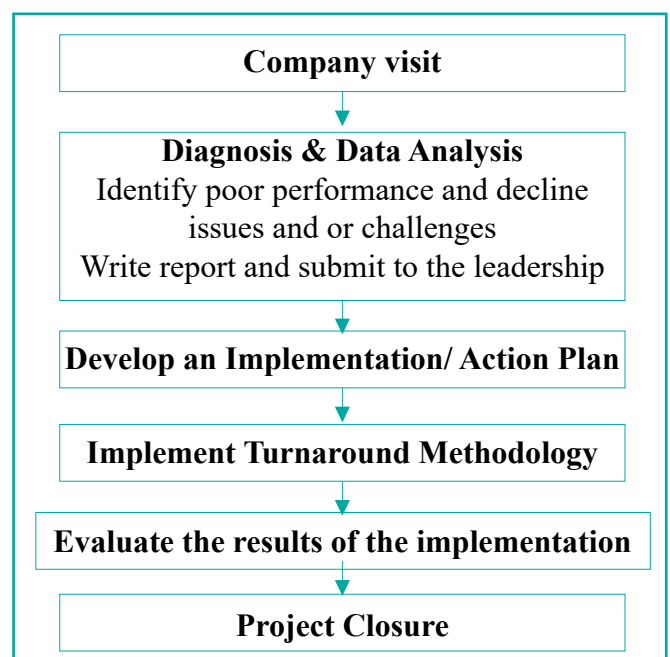 Company visit
Diagnosis & Data Analysis
Identify poor performance and decline
issues and or challenges
Write report and submit to the leadership
Develop an Implementation/ Action Plan
Implement Turnaround Methodology
Evaluate the results of the implementation
Project Closure